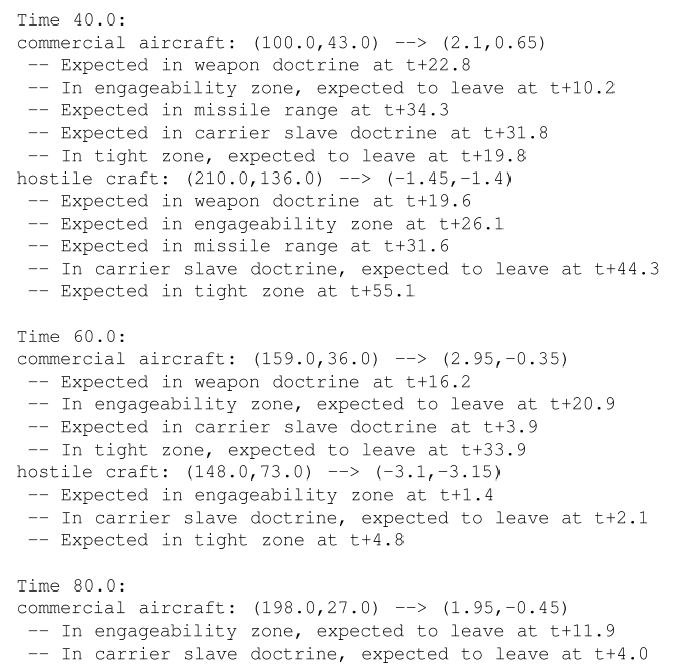 Time 40.0:
commercial aircraft: (100.0,43.0) --> (2.1,0.65)
-- Expected in weapon doctrine at t+22.8
-- In engageability zone, expected to leave at t+10.2
-- Expected in missile range at t+34.3
-- Expected in carrier slave doctrine at t+31.8
-- In tight zone, expected to leave at t+19.8
hostile craft: (210.0,136.0) --> (-1.45,-1.4)
-- Expected in weapon doctrine at t+19.6
-- Expected in engageability zone at t+26.1
-- Expected in missile range at t+31.6
-- In carrier slave doctrine, expected to leave at t+44.3
-- Expected in tight zone at t+55.1
Time 60.0:
commercial aircraft: (159.0,36.0) --> (2.95,-0.35)
-- Expected in weapon doctrine at t+16.2
-- In engageability zone, expected to leave at t+20.9
-- Expected in carrier slave doctrine at t+3.9
-- In tight zone, expected to leave at t+33.9
hostile craft: (148.0,73.0) --> (-3.1,-3.15)
-- Expected in engageability zone at t+1.4
-- In carrier slave doctrine, expected to leave at t+2.1
-- Expected in tight zone at t+4.8
Time 80.0:
commercial aircraft: (198.0,27.0) --> (1.95,-0.45)
-- In engageability zone, expected to leave at t+11.9
-- In carrier slave doctrine, expected to leave at t+4.0